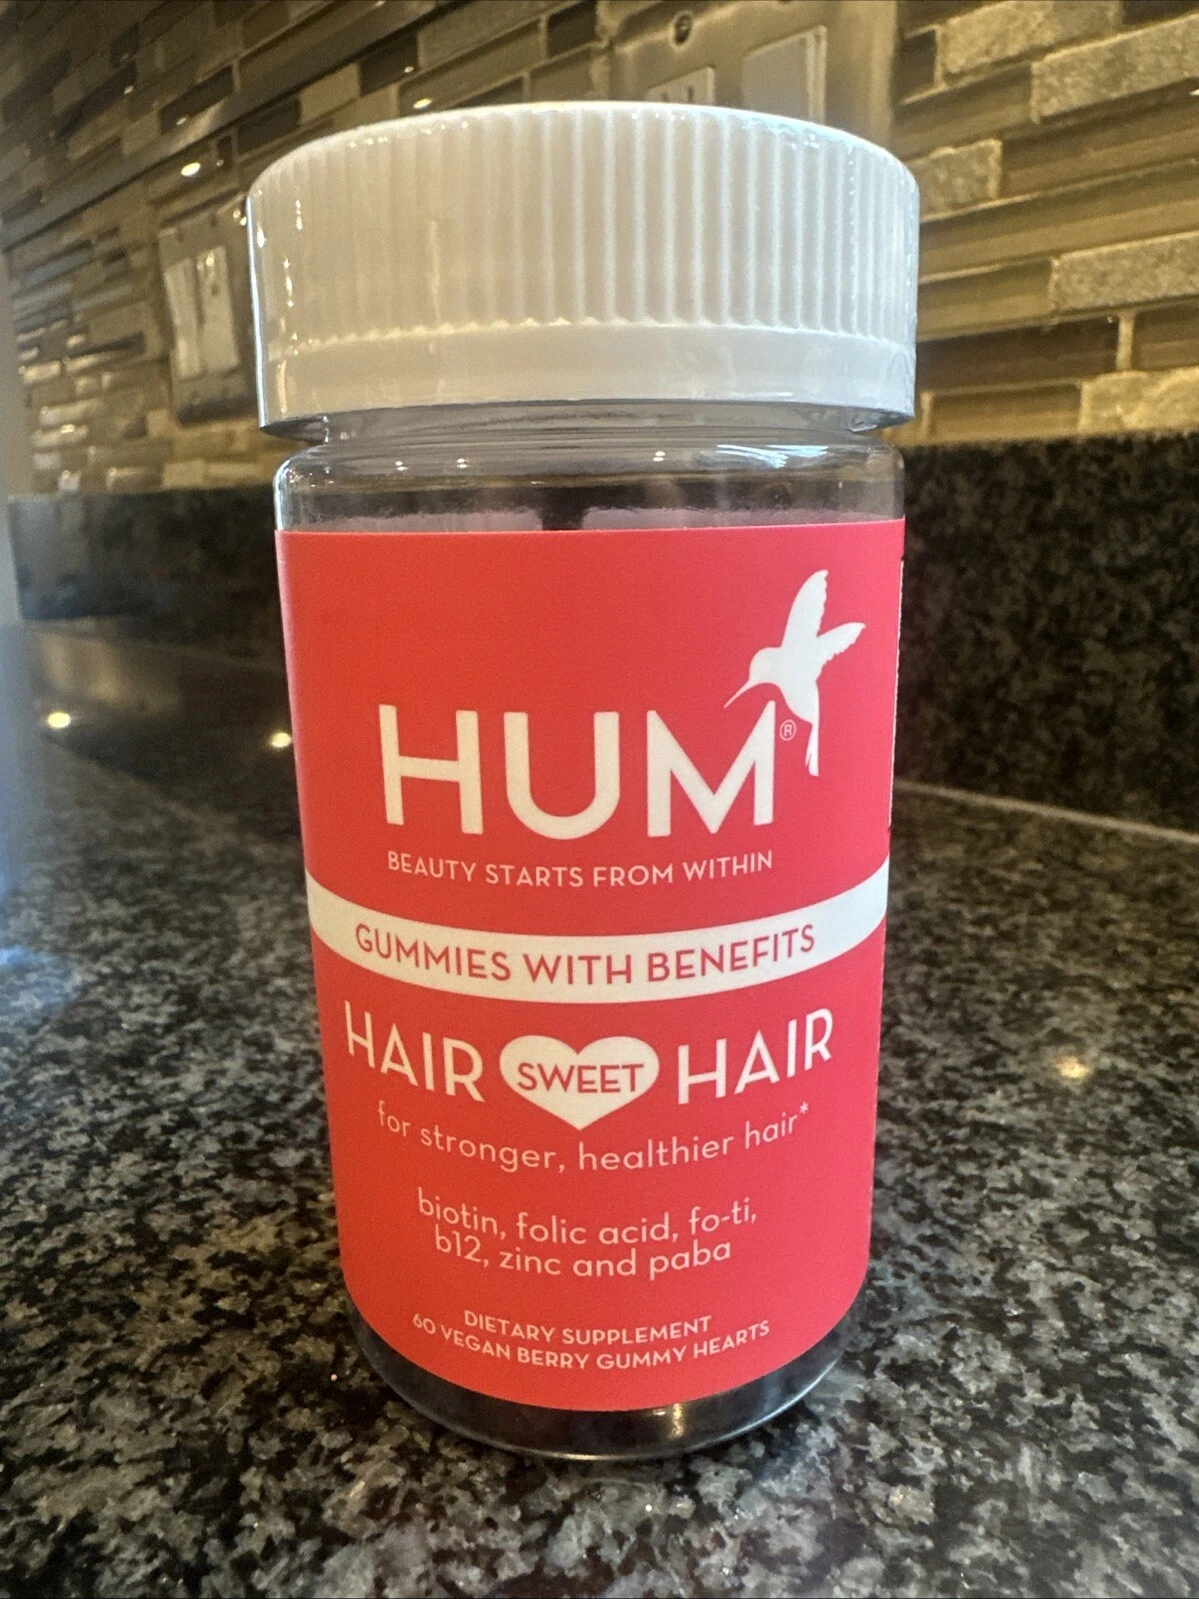 HUM®
BEAUTY STARTS FROM WITHIN
GUMMIES WITH BENEFITS
HAIR SWEET HAIR
for stronger, healthier hair*
biotin, folic acid, fo-ti,
b12, zinc and paba
DIETARY SUPPLEMENT
60 VEGAN BERRY GUMMY HEARTS